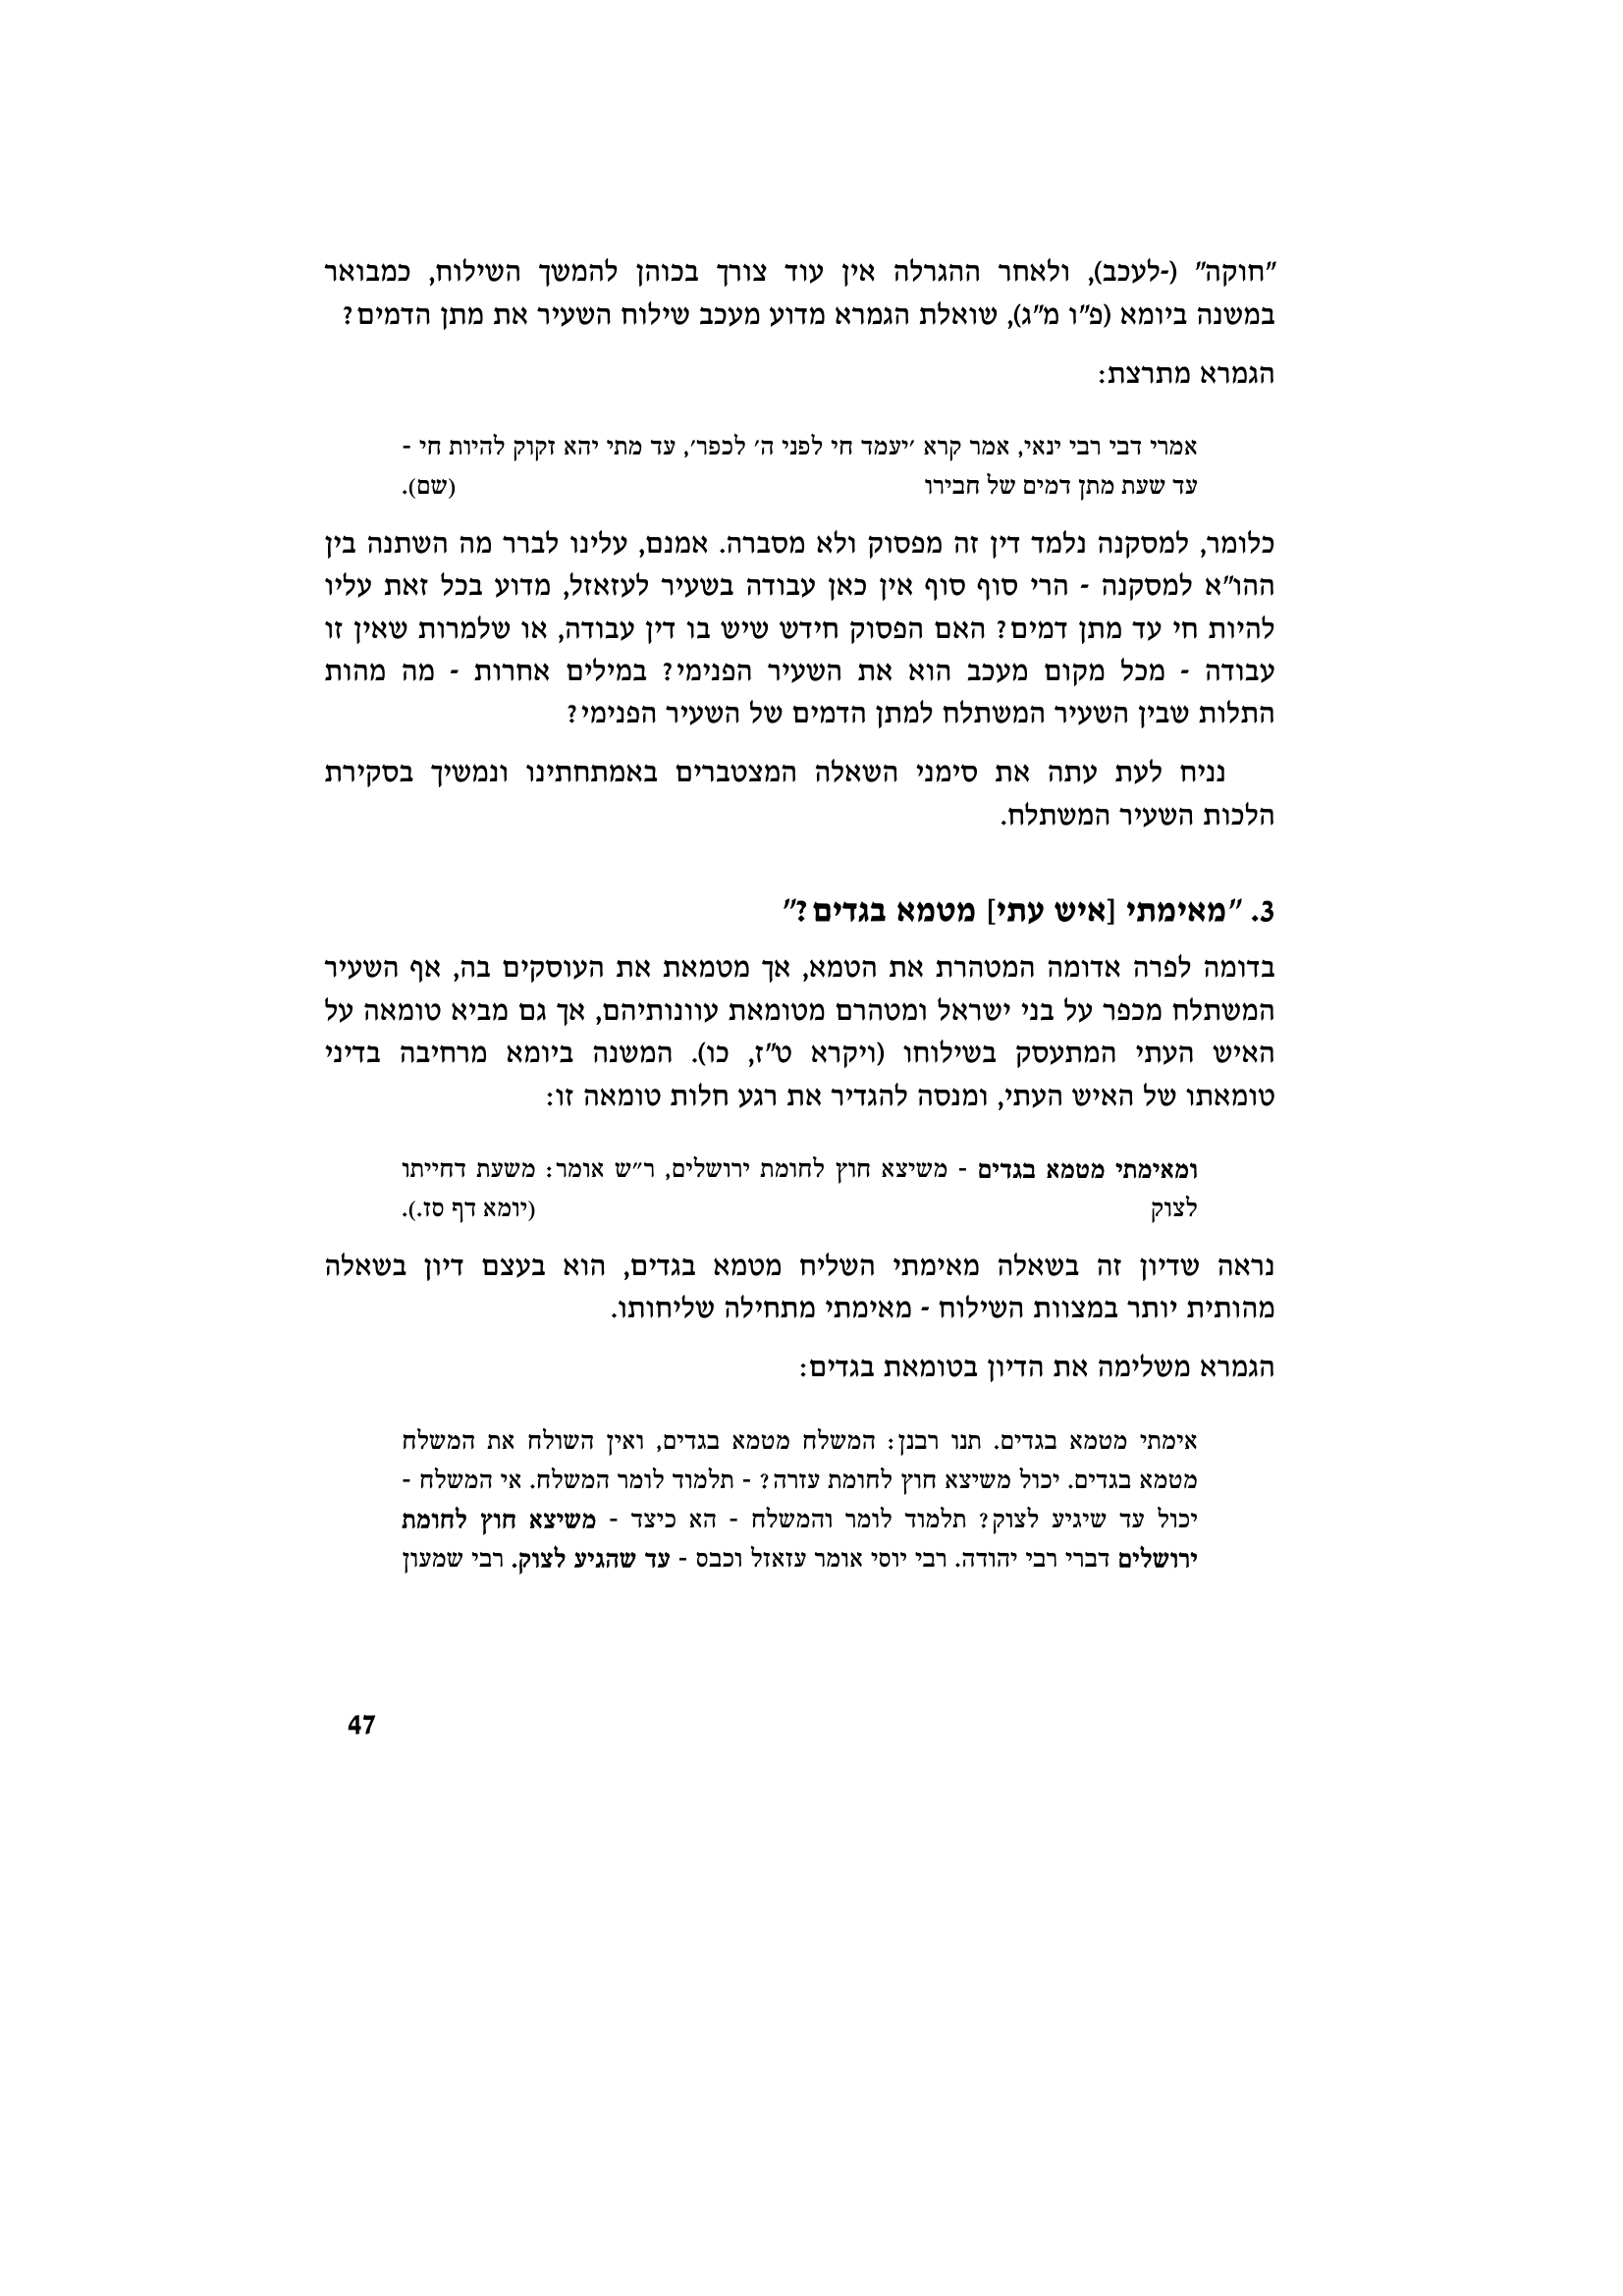 "חוקה" (-לעכב), ולאחר ההגרלה אין עוד צורך בכוהן להמשך השילוח, כמבואר
במשנה ביומא (פ"ו מ"ג), שואלת הגמרא מדוע מעכב שילוח השעיר את מתן הדמים?
הגמרא מתרצת:
אמרי דבי רבי ינאי, אמר קרא 'יעמד חי לפני ה' לכפר', עד מתי יהא זקוק להיות חי -
עד שעת מתן דמים של חבירו (שם).
כלומר, למסקנה נלמד דין זה מפסוק ולא מסברה. אמנם, עלינו לברר מה השתנה בין
ההו"א למסקנה - הרי סוף סוף אין כאן עבודה בשעיר לעזאזל, מדוע בכל זאת עליו
להיות חי עד מתן דמים? האם הפסוק חידש שיש בו דין עבודה, או שלמרות שאין זו
עבודה - מכל מקום מעכב הוא את השעיר הפנימי? במילים אחרות - מה מהות
התלות שבין השעיר המשתלח למתן הדמים של השעיר הפנימי?
נניח לעת עתה את סימני השאלה המצטברים באמתחתינו ונמשיך בסקירת
הלכות השעיר המשתלח.
3. "מאימתי [איש עתי] מטמא בגדים?"
בדומה לפרה אדומה המטהרת את הטמא, אך מטמאת את העוסקים בה, אף השעיר
המשתלח מכפר על בני ישראל ומטהרם מטומאת עוונותיהם, אך גם מביא טומאה על
האיש העתי המתעסק בשילוחו (ויקרא ט"ז, כו). המשנה ביומא מרחיבה בדיני
טומאתו של האיש העתי, ומנסה להגדיר את רגע חלות טומאה זו:
ומאימתי מטמא בגדים - משיצא חוץ לחומת ירושלים, ר"ש אומר: משעת דחייתו
לצוק (יומא דף סז.).
נראה שדיון זה בשאלה מאימתי השליח מטמא בגדים, הוא בעצם דיון בשאלה
מהותית יותר במצוות השילוח - מאימתי מתחילה שליחותו.
הגמרא משלימה את הדיון בטומאת בגדים:
אימתי מטמא בגדים. תנו רבנן: המשלח מטמא בגדים, ואין השולח את המשלח
מטמא בגדים. יכול משיצא חוץ לחומת עזרה? - תלמוד לומר המשלח. אי המשלח -
יכול עד שיגיע לצוק? תלמוד לומר והמשלח - הא כיצד - משיצא חוץ לחומת
ירושלים דברי רבי יהודה. רבי יוסי אומר עזאזל וכבס - עד שהגיע לצוק. רבי שמעון
47